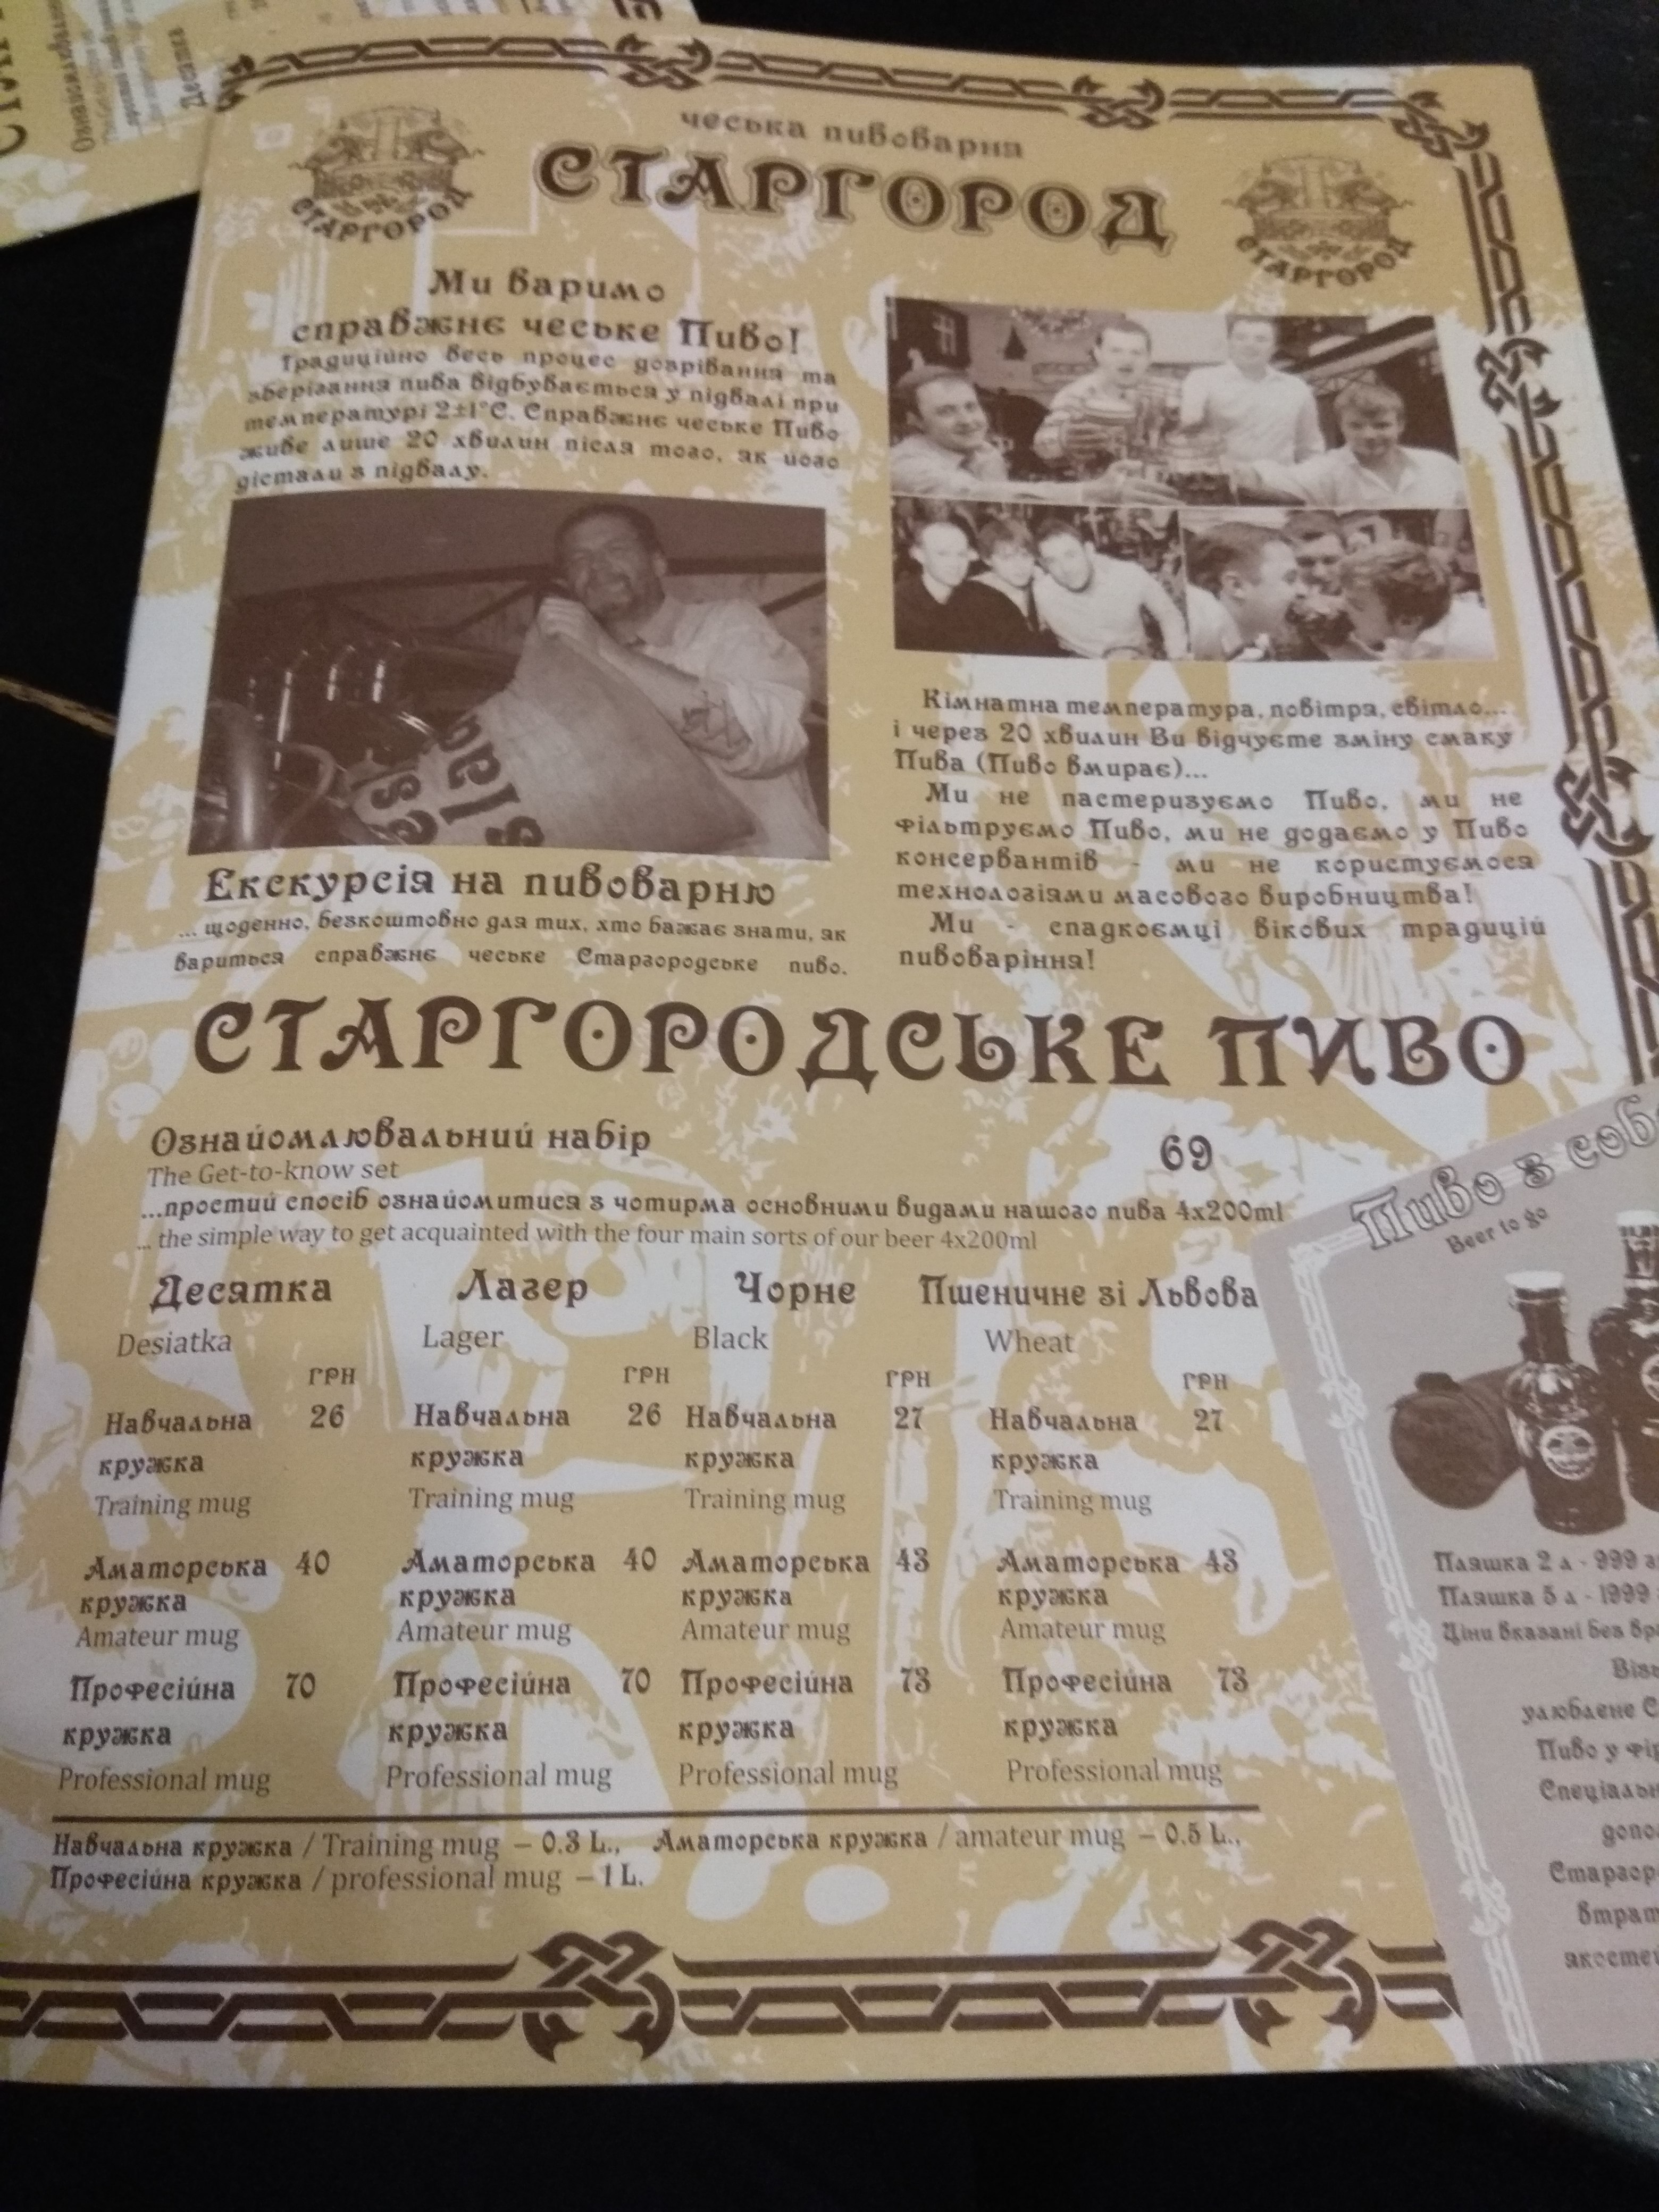 чеська пивоварня
СТАРГОРОД
СТАРГОРОД
СТАРГОРОД
Ми варимо
справжнє чеське Пиво!
Традиційно весь процес дозрівання та
зберігання пива відбувається у підвалі при
температурі 2±1°С. Справжнє чеське Пиво
живе лише 20 хвилин після того, як його
дістали з підвалу.
Екскурсія на пивоварню
... щоденно, безкоштовно для тих, хто бажає знати, як
вариться справжнє чеське Старгородське пиво.
Кімнатна температура, повітря, світло...
і через 20 хвилин Ви відчуєте зміну смаку
Пива (Пиво вмирає)...
Ми не пастеризуємо Пиво, ми не
фільтруємо Пиво, ми не додаємо у Пиво
консервантів - ми не користуємося
технологіями масового виробництва!
Ми - спадкоємці вікових традицій
пивоваріння!
СТАРГОРОДСЬКЕ ПИВО
Ознайомлювальний набір 69
The Get-to-know set
...простий спосіб ознайомитися з чотирма основними видами нашого пива 4x200ml
... the simple way to get acquainted with the four main sorts of our beer 4x200ml
Десятка Лагер Чорне Пшеничне зі Львова
Desiatka Lager Black Wheat
ГРН ГРН ГРН ГРН
Навчальна 26 Навчальна 26 Навчальна 27 Навчальна 27
кружка кружка кружка кружка
Training mug Training mug Training mug Training mug
Аматорська 40 Аматорська 40 Аматорська 43 Аматорська 43
кружка кружка кружка кружка
Amateur mug Amateur mug Amateur mug Amateur mug
Професійна 70 Професійна 70 Професійна 73 Професійна 73
кружка кружка кружка кружка
Professional mug Professional mug Professional mug Professional mug
Навчальна кружка / Training mug – 0.3 L., Аматорська кружка / amateur mug – 0.5 L.,
Професійна кружка / professional mug – 1 L.
Пиво з соб
Beer to go
Пляшка 2 л - 999
Пляшка 5 л - 1999
Ціни вказані без
улюблене
Пиво у